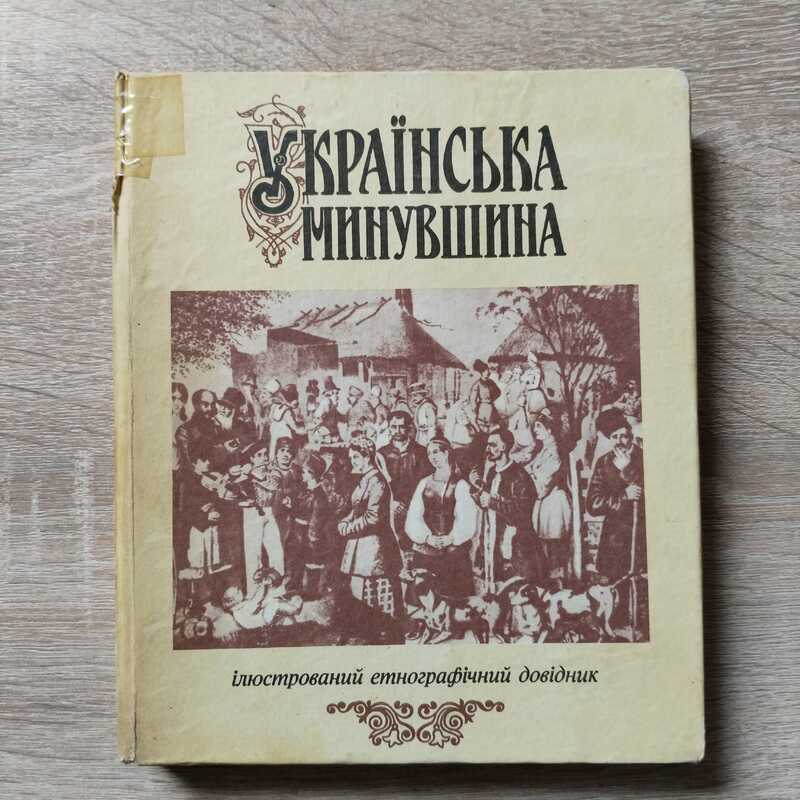 УКРАЇНСЬКА
МИНУВШИНА
ілюстрований етнографічний довідник